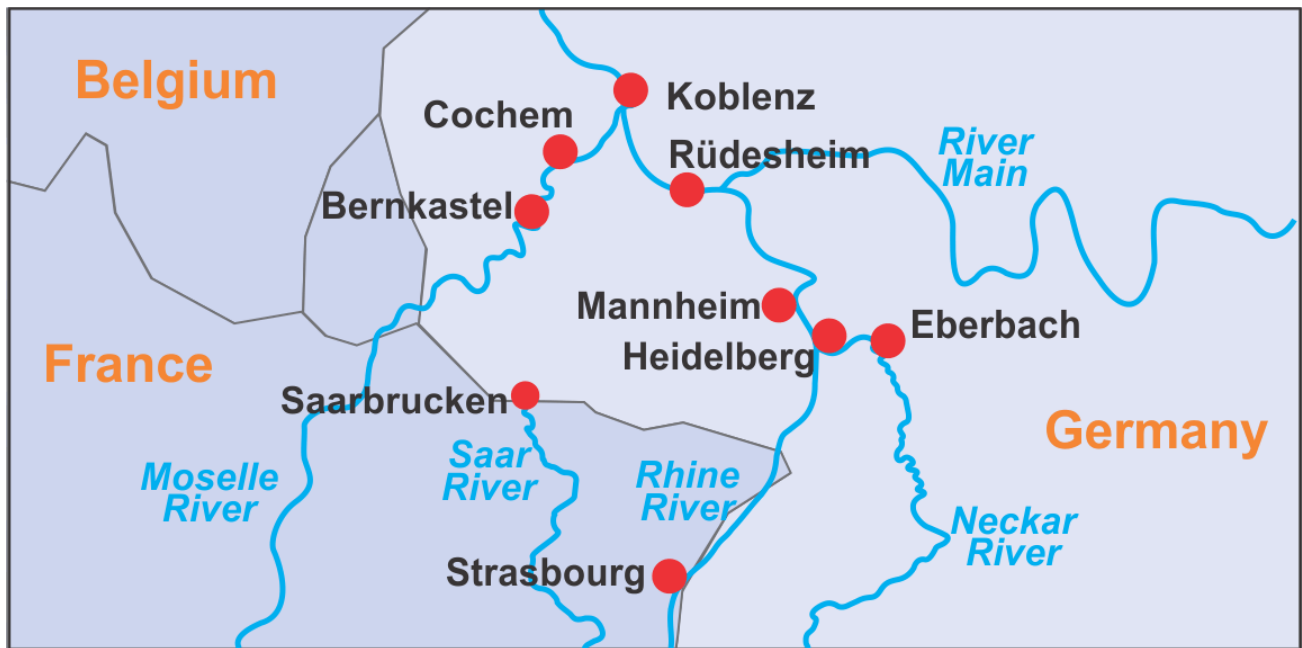 Belgium
Koblenz
Cochem
River
Main
Rüdesheim
Bernkastel
Mannheim
Eberbach
Heidelberg
France
Saarbrucken
Germany
Saar
River
Moselle
River
Rhine
River
Neckar
River
Strasbourg